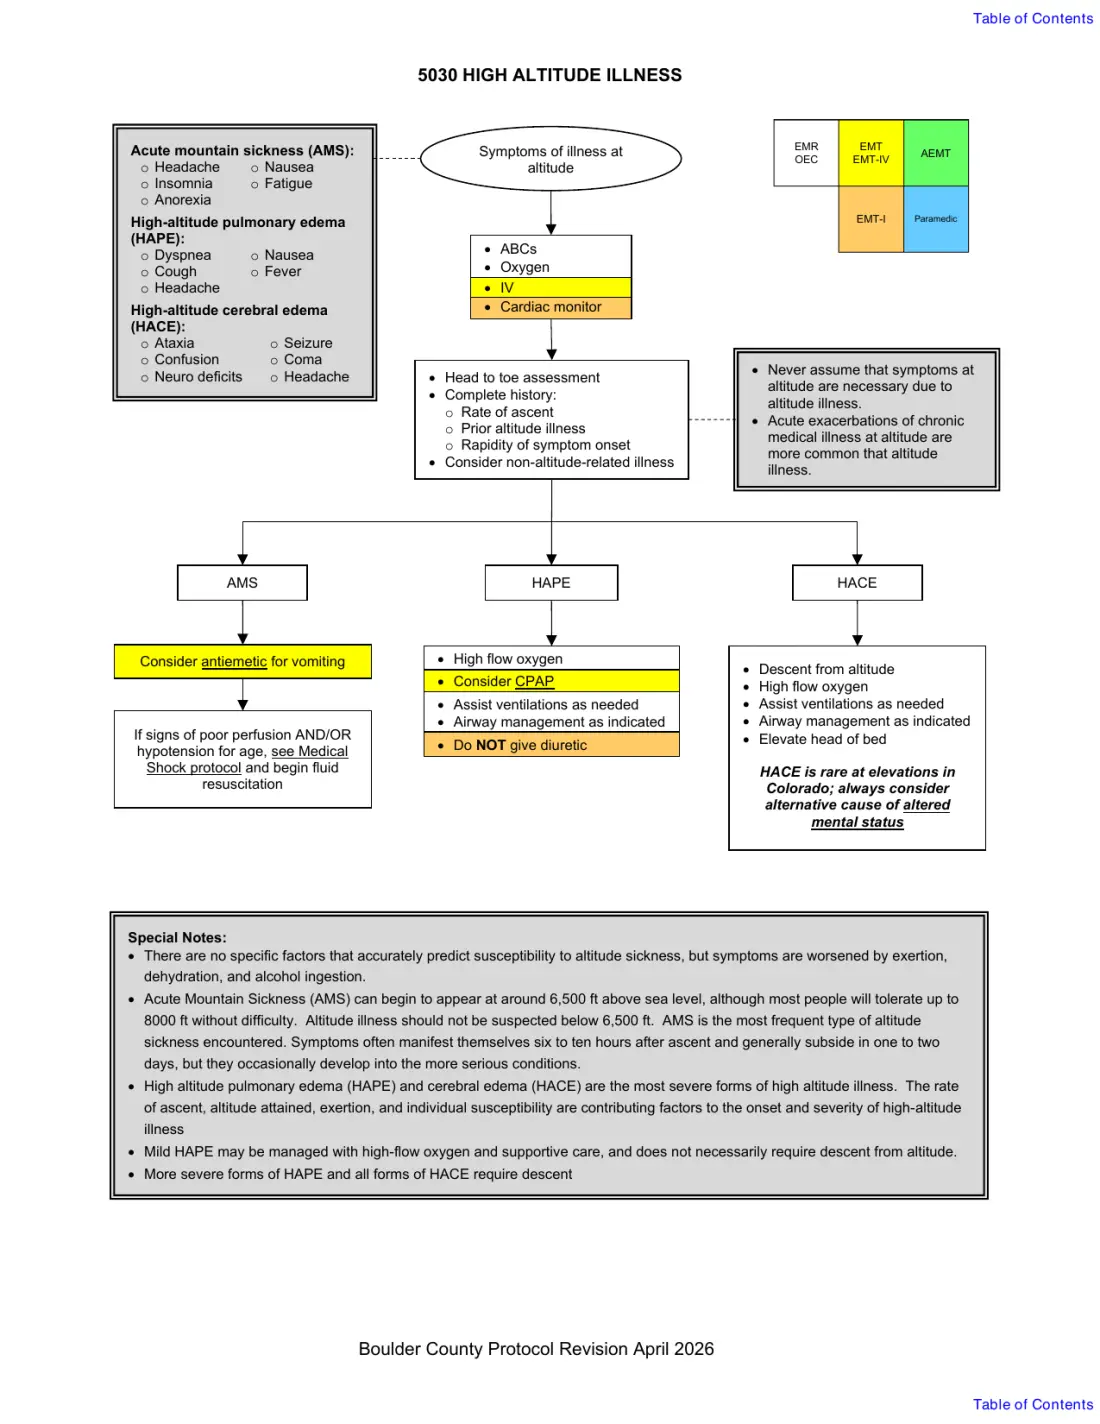 Table of Contents
5030 HIGH ALTITUDE ILLNESS
Acute mountain sickness (AMS):
o Headache o Nausea
o Insomnia o Fatigue
o Anorexia
High-altitude pulmonary edema
(HAPE):
o Dyspnea o Nausea
o Cough o Fever
o Headache
High-altitude cerebral edema
(HACE):
o Ataxia o Seizure
o Confusion o Coma
o Neuro deficits o Headache
Symptoms of illness at
altitude
EMR
OEC
EMT
EMT-IV
AEMT
EMT-I
Paramedic
• ABCs
• Oxygen
• IV
• Cardiac monitor
• Head to toe assessment
• Complete history:
o Rate of ascent
o Prior altitude illness
o Rapidity of symptom onset
• Consider non-altitude-related illness
• Never assume that symptoms at
altitude are necessary due to
altitude illness.
• Acute exacerbations of chronic
medical illness at altitude are
more common that altitude
illness.
AMS
HAPE
HACE
Consider antiemetic for vomiting
If signs of poor perfusion AND/OR
hypotension for age, see Medical
Shock protocol and begin fluid
resuscitation
• High flow oxygen
• Consider CPAP
• Assist ventilations as needed
• Airway management as indicated
• Do NOT give diuretic
• Descent from altitude
• High flow oxygen
• Assist ventilations as needed
• Airway management as indicated
• Elevate head of bed
HACE is rare at elevations in
Colorado; always consider
alternative cause of altered
mental status
Special Notes:
• There are no specific factors that accurately predict susceptibility to altitude sickness, but symptoms are worsened by exertion,
dehydration, and alcohol ingestion.
• Acute Mountain Sickness (AMS) can begin to appear at around 6,500 ft above sea level, although most people will tolerate up to
8000 ft without difficulty. Altitude illness should not be suspected below 6,500 ft. AMS is the most frequent type of altitude
sickness encountered. Symptoms often manifest themselves six to ten hours after ascent and generally subside in one to two
days, but they occasionally develop into the more serious conditions.
• High altitude pulmonary edema (HAPE) and cerebral edema (HACE) are the most severe forms of high altitude illness. The rate
of ascent, altitude attained, exertion, and individual susceptibility are contributing factors to the onset and severity of high-altitude
illness
• Mild HAPE may be managed with high-flow oxygen and supportive care, and does not necessarily require descent from altitude.
• More severe forms of HAPE and all forms of HACE require descent
Boulder County Protocol Revision April 2026
Table of Contents